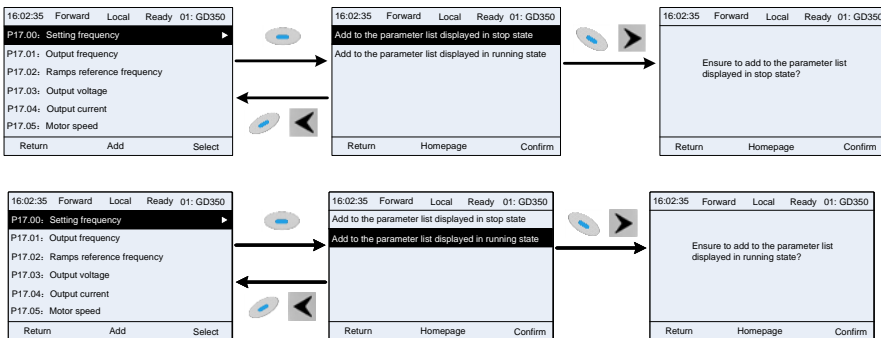 16:02:35 Forward Local Ready 01: GD350
P17.00: Setting frequency
P17.01: Output frequency
P17.02: Ramps reference frequency
P17.03: Output voltage
P17.04: Output current
P17.05: Motor speed
Return Add Select
16:02:35 Forward Local Ready 01: GD350
Add to the parameter list displayed in stop state
Add to the parameter list displayed in running state
Return Homepage Confirm
16:02:35 Forward Local Ready 01: GD350
Ensure to add to the parameter list
displayed in stop state?
Return Homepage Confirm
16:02:35 Forward Local Ready 01: GD350
P17.00: Setting frequency
P17.01: Output frequency
P17.02: Ramps reference frequency
P17.03: Output voltage
P17.04: Output current
P17.05: Motor speed
Return Add Select
16:02:35 Forward Local Ready 01: GD350
Add to the parameter list displayed in stop state
Add to the parameter list displayed in running state
Return Homepage Confirm
16:02:35 Forward Local Ready 01: GD350
Ensure to add to the parameter list
displayed in running state?
Return Homepage Confirm